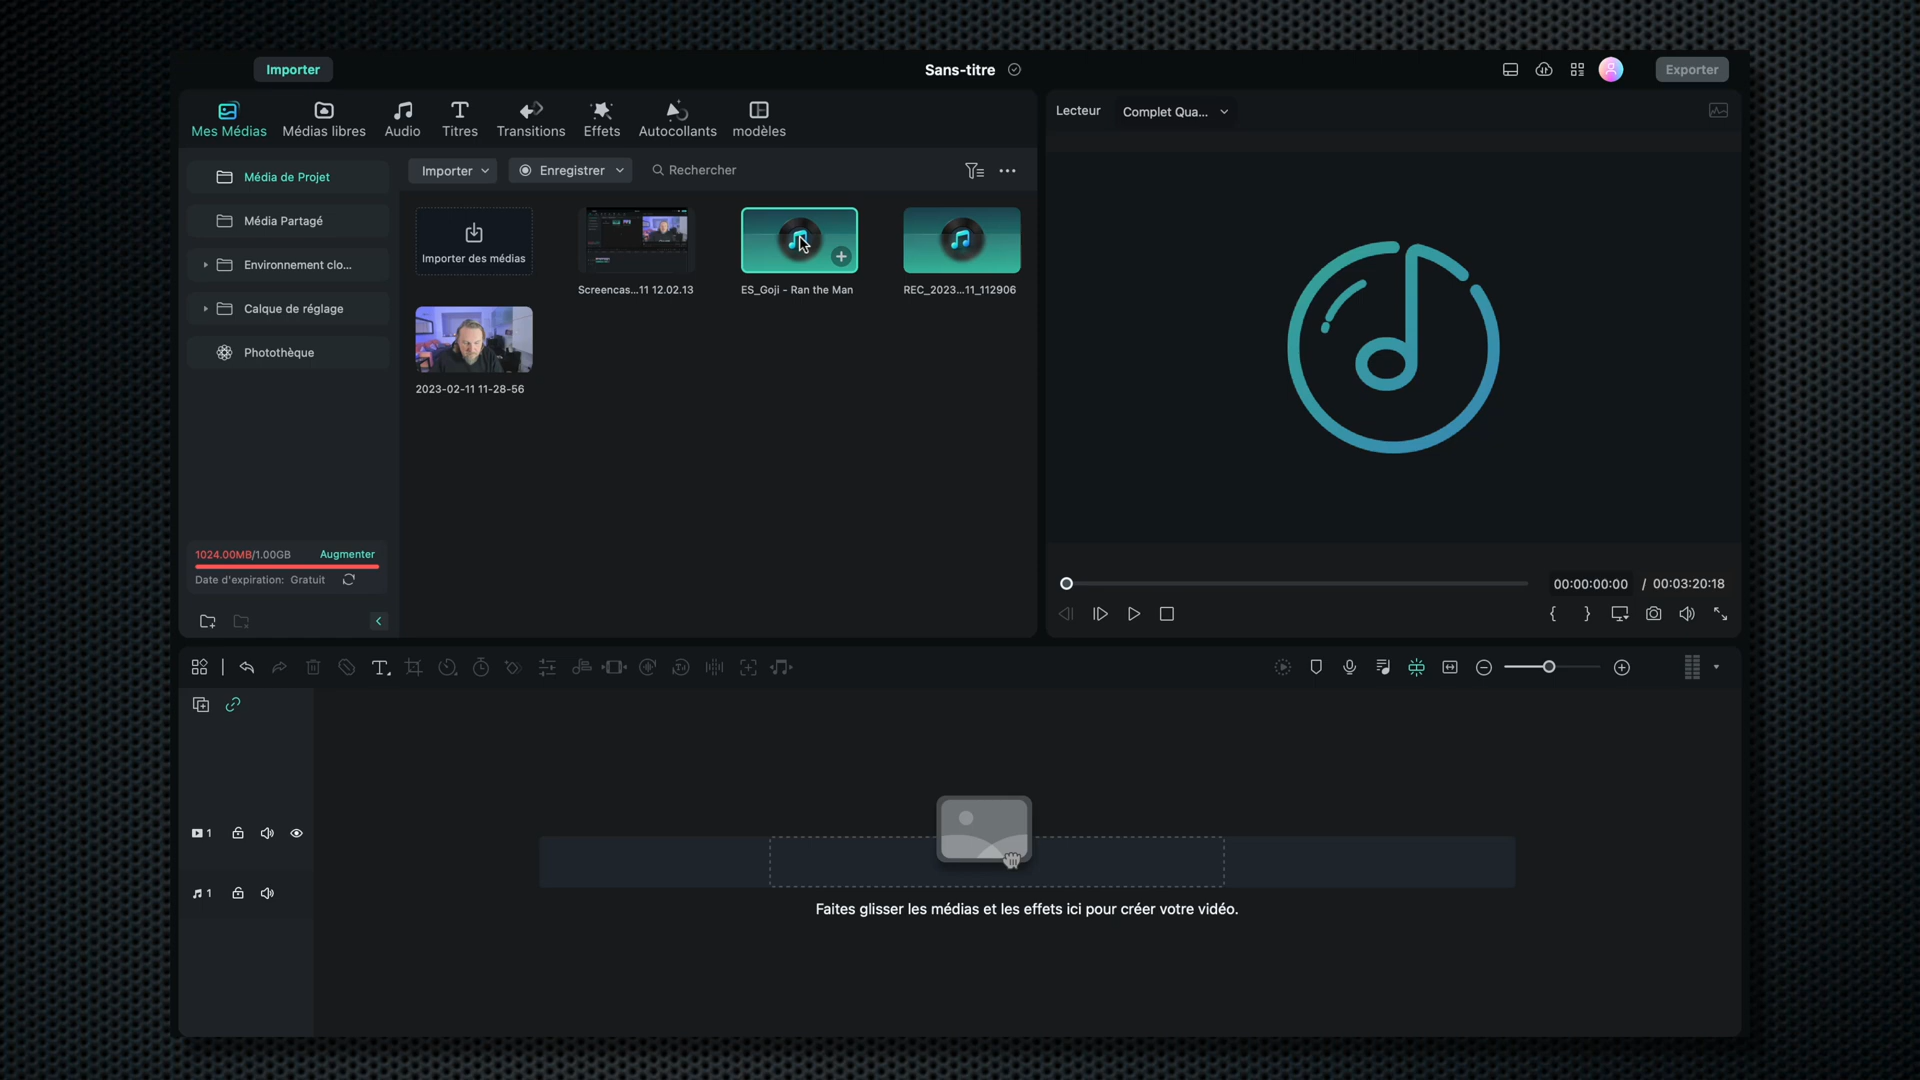 Importer
Sans-titre
Exporter
Mes Médias
Médias libres
Audio
Titres
Transitions
Effets
Autocollants
modèles
Lecteur
Complet Qua...
Média de Projet
Média Partagé
Environnement clo...
Calque de réglage
Photothèque
Importer
Enregistrer
Rechercher
Importer des médias
Screencas...11 12.02.13
ES_Goji - Ran the Man
REC_2023...11_112906
2023-02-11 11-28-56
1024.00MB/1.00GB
Augmenter
Date d'expiration: Gratuit
00:00:00:00 / 00:03:20:18
1
1
Faites glisser les médias et les effets ici pour créer votre vidéo.